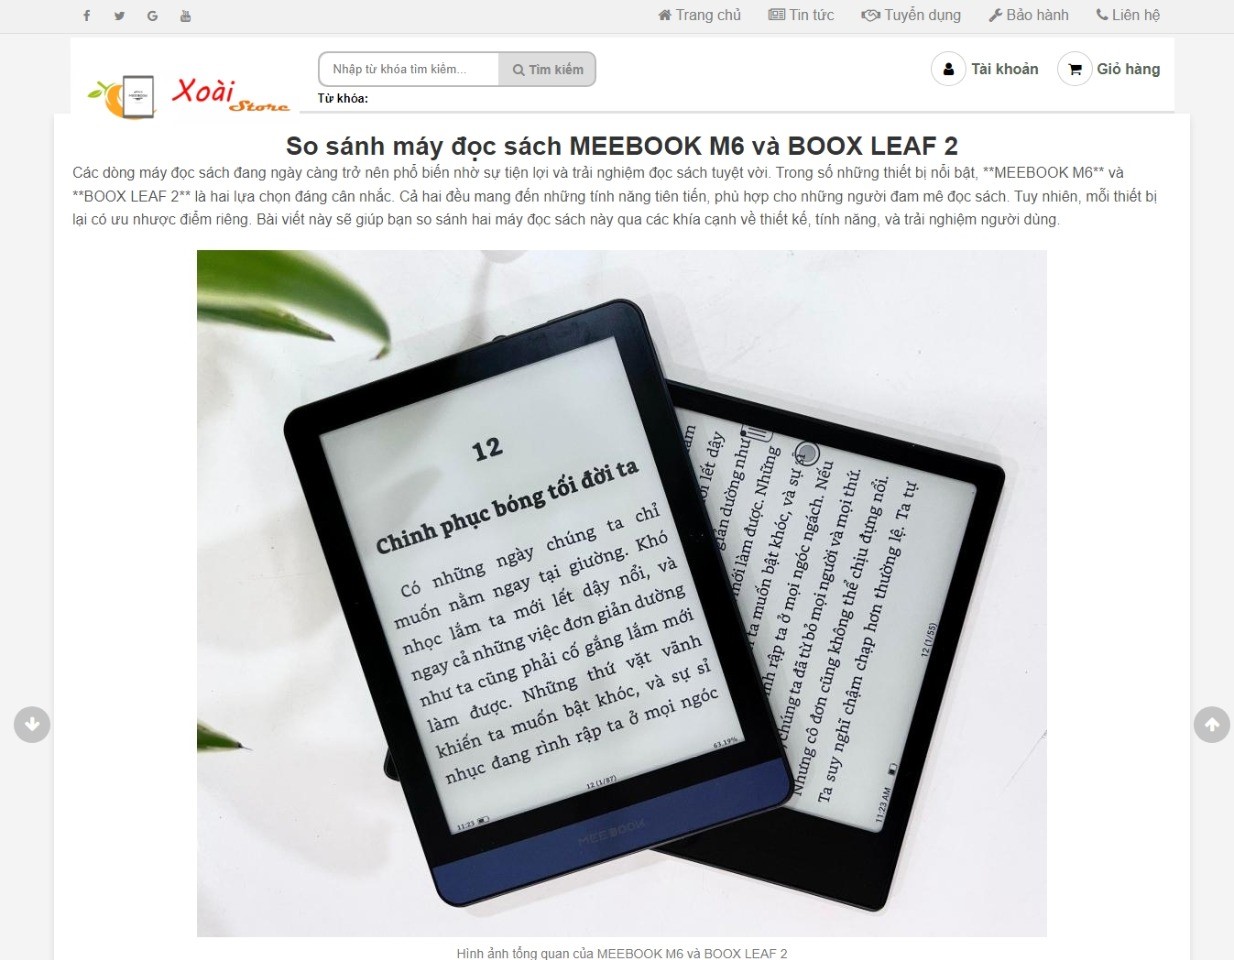 Trang chủ Tin tức Tuyển dụng Bảo hành Liên hệ
Xoài Store
Nhập từ khóa tìm kiếm... Tìm kiếm
Từ khóa:
Tài khoản Giỏ hàng
So sánh máy đọc sách MEEBOOK M6 và BOOX LEAF 2
Các dòng máy đọc sách đang ngày càng trở nên phổ biến nhờ sự tiện lợi và trải nghiệm đọc sách tuyệt vời. Trong số những thiết bị nổi bật, **MEEBOOK M6** và
**BOOX LEAF 2** là hai lựa chọn đáng cân nhắc. Cả hai đều mang đến những tính năng tiên tiến, phù hợp cho những người đam mê đọc sách. Tuy nhiên, mỗi thiết bị
lại có ưu nhược điểm riêng. Bài viết này sẽ giúp bạn so sánh hai máy đọc sách này qua các khía cạnh về thiết kế, tính năng, và trải nghiệm người dùng.
12
Chinh phục bóng tối đời ta
Có những ngày chúng ta chỉ
muốn nằm ngay tại giường. Khó
nhọc lắm ta mới lết dậy nổi, và
ngay cả những việc đơn giản dường
như ta cũng phải cố gắng lắm mới
làm được. Những thứ vặt vãnh
khiến ta muốn bật khóc, và sự sỉ
nhục đang rình rập ta ở mọi ngóc
11:23
12 (1/87)
63.19%
MEEBOOK
lết dậy
giản dường như
mới làm được. Những
ta muốn bật khóc, và sự
rình rập ta ở mọi ngóc ngách. Nếu
chúng ta đã từ bỏ mọi người và mọi thứ.
Nhưng cô đơn cũng không thể chịu đựng nổi.
Ta suy nghĩ chậm chạp hơn thường lệ. Ta tự
11:23 AM
12 (1/55)
Hình ảnh tổng quan của MEEBOOK M6 và BOOX LEAF 2